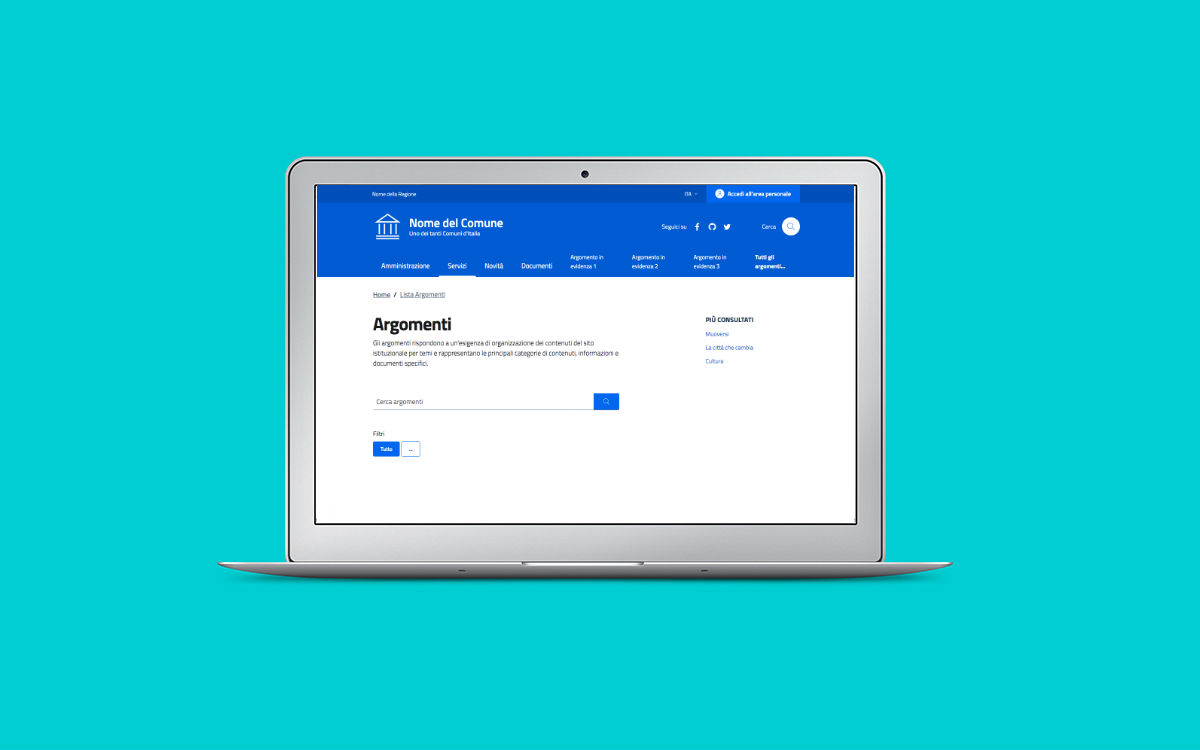 Nome della Regione
ITA
Accedi all'area personale
Nome del Comune
Uno dei tanti Comuni d'Italia
Seguici su
Cerca
Amministrazione
Servizi
Novità
Documenti
Argomento in
evidenza 1
Argomento in
evidenza 2
Argomento in
evidenza 3
Tutti gli
argomenti...
Home / Lista Argomenti
Argomenti
Gli argomenti rispondono a un'esigenza di organizzazione dei contenuti del sito
istituzionale per temi e rappresentano le principali categorie di contenuti, informazioni e
documenti specifici.
Cerca argomenti
Filtri
Tutto
...
PIÙ CONSULTATI
Muoversi
La città che cambia
Cultura